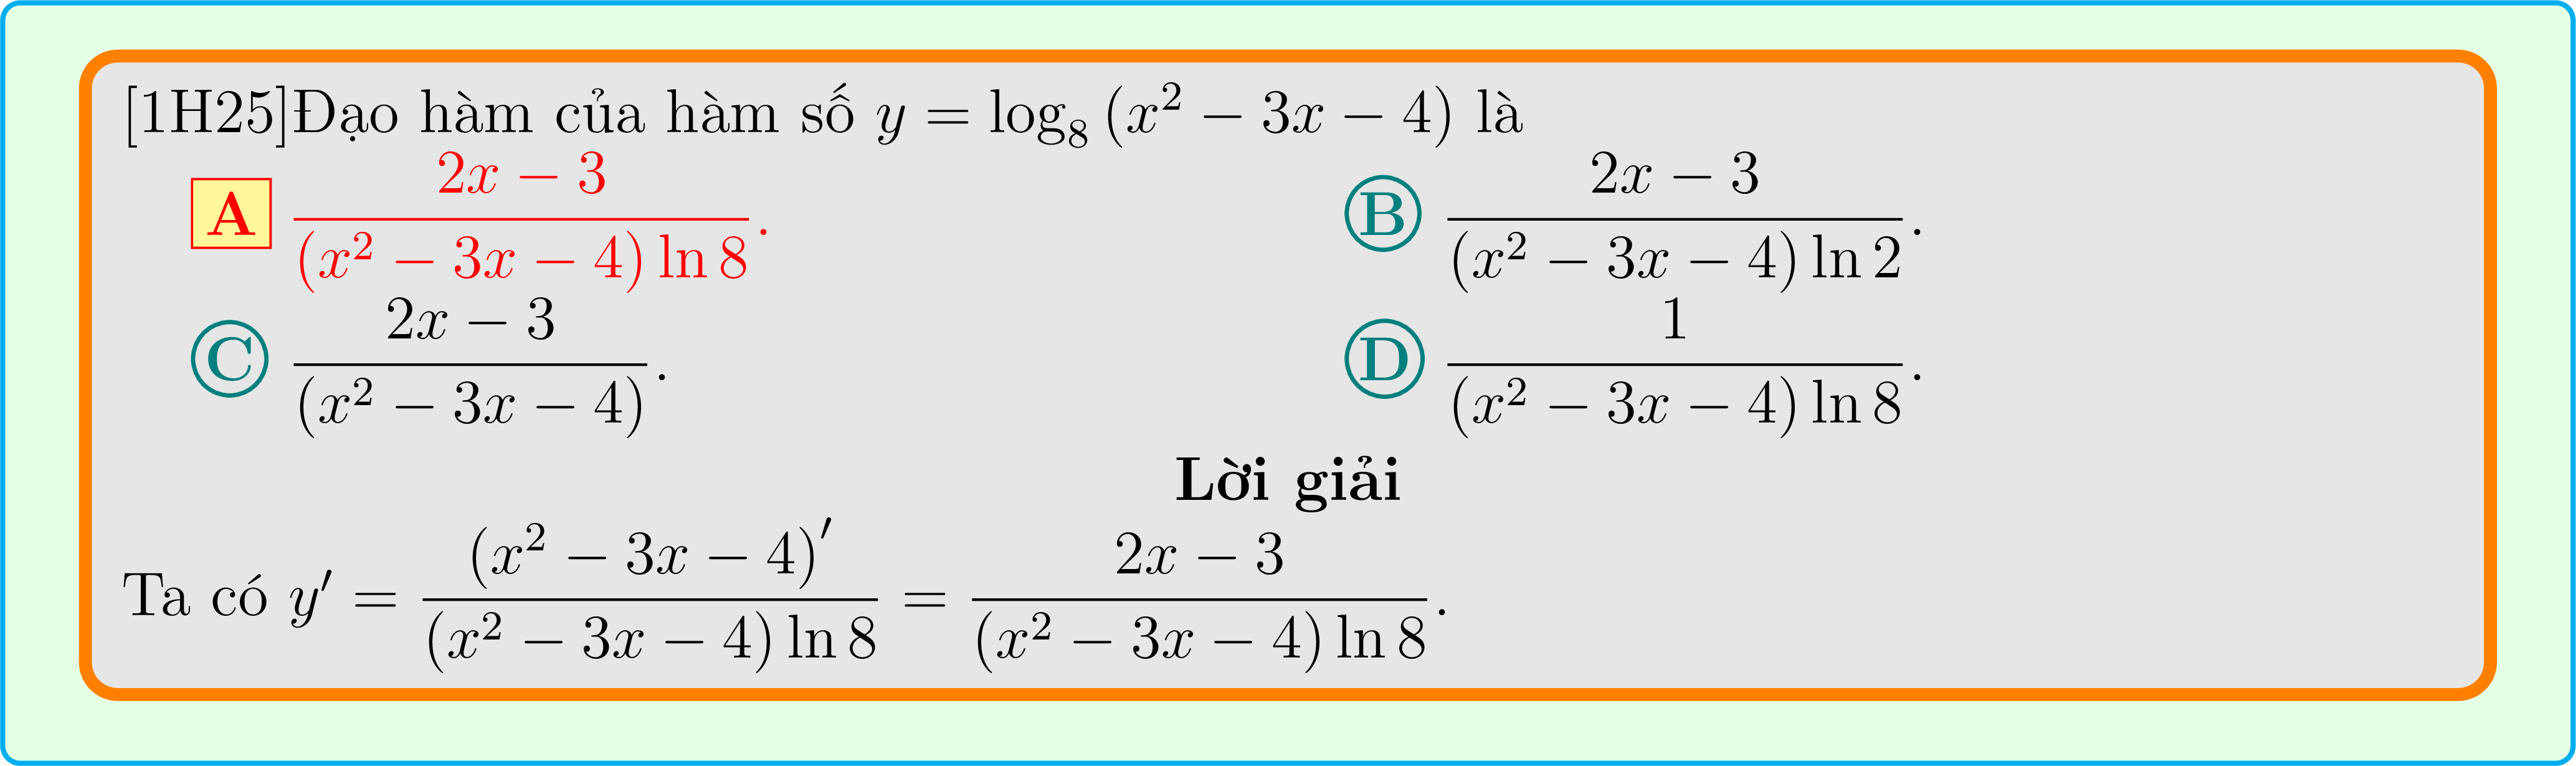 [1H25]Đạo hàm của hàm số $y = \log_8 (x^2 - 3x - 4)$ là
A $\frac{2x - 3}{(x^2 - 3x - 4) \ln 8}$. B $\frac{2x - 3}{(x^2 - 3x - 4) \ln 2}$.
C $\frac{2x - 3}{(x^2 - 3x - 4)}$. D $\frac{1}{(x^2 - 3x - 4) \ln 8}$.
Lời giải
Ta có $y' = \frac{(x^2 - 3x - 4)'}{(x^2 - 3x - 4) \ln 8} = \frac{2x - 3}{(x^2 - 3x - 4) \ln 8}$.